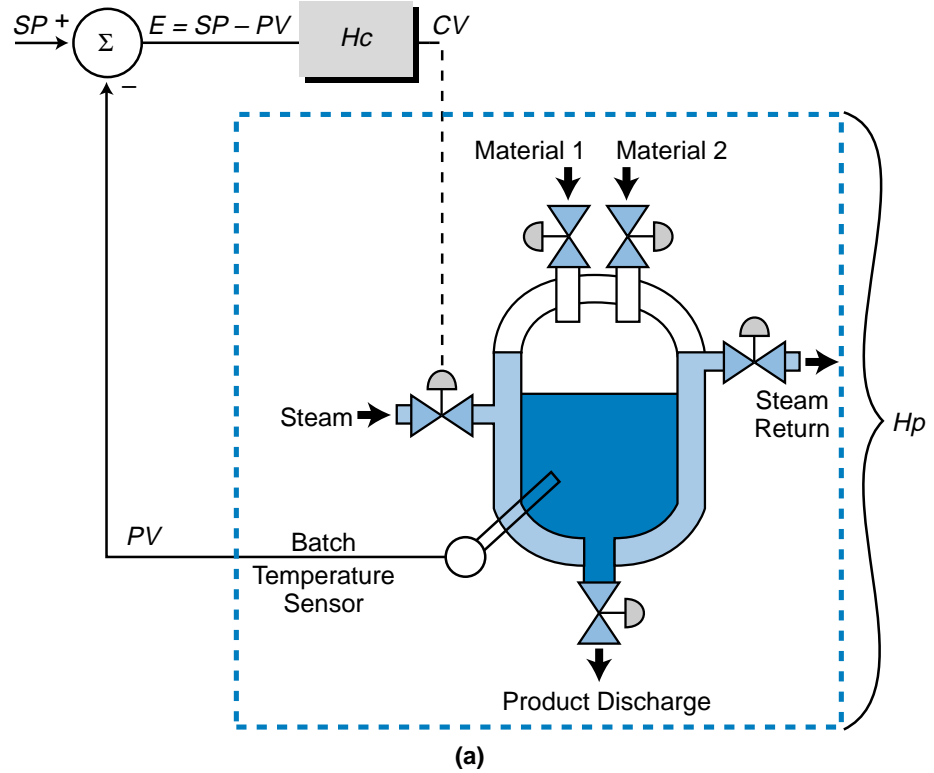 SP + E = SP – PV Hc CV
Σ
–
Material 1 Material 2
Steam
Steam
Return
Hp
PV
Batch
Temperature
Sensor
Product Discharge
(a)